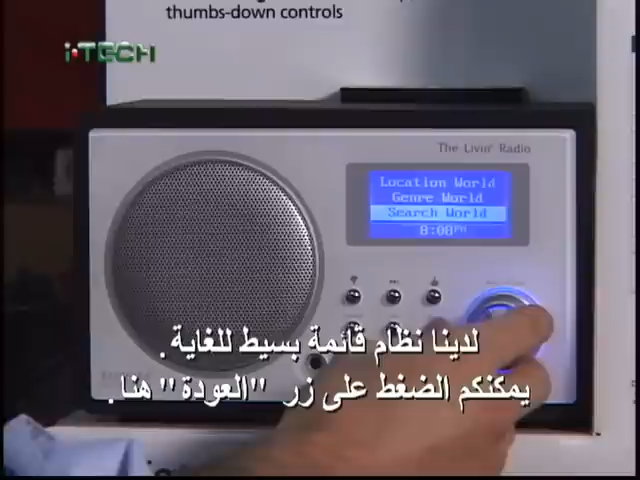 thumbs-down controls
i·TECH
The Livin' Radio
Location World
Genre World
Search World
8:00PM
لدينا نظام قائمة بسيط للغاية.
يمكنكم الضغط على زر "العودة" هنا.